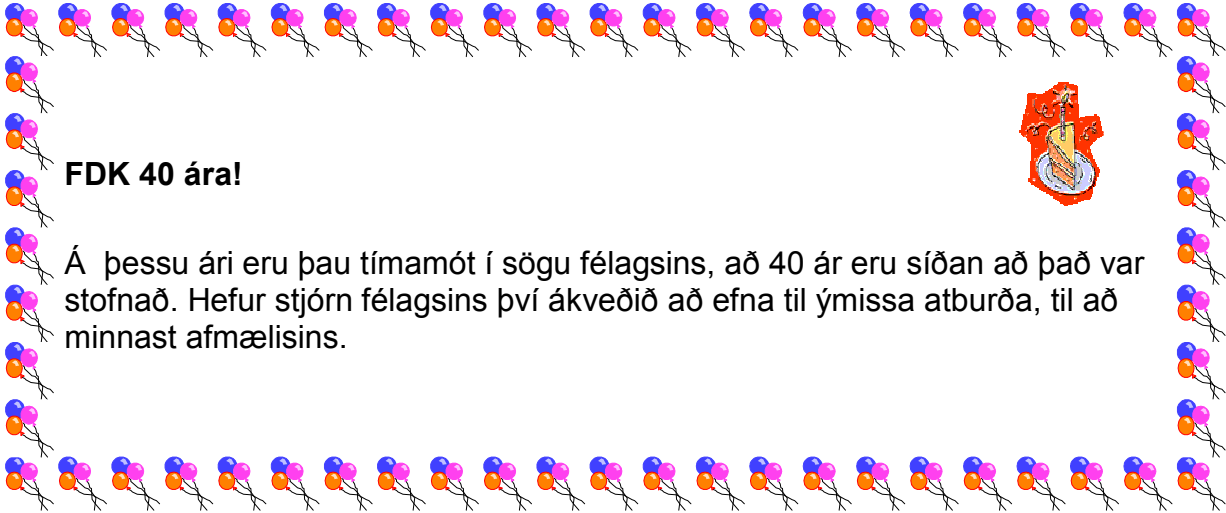 FDK 40 ára!
Á þessu ári eru þau tímamót í sögu félagsins, að 40 ár eru síðan að það var
stofnað. Hefur stjórn félagsins því ákveðið að efna til ýmissa atburða, til að
minnast afmælisins.